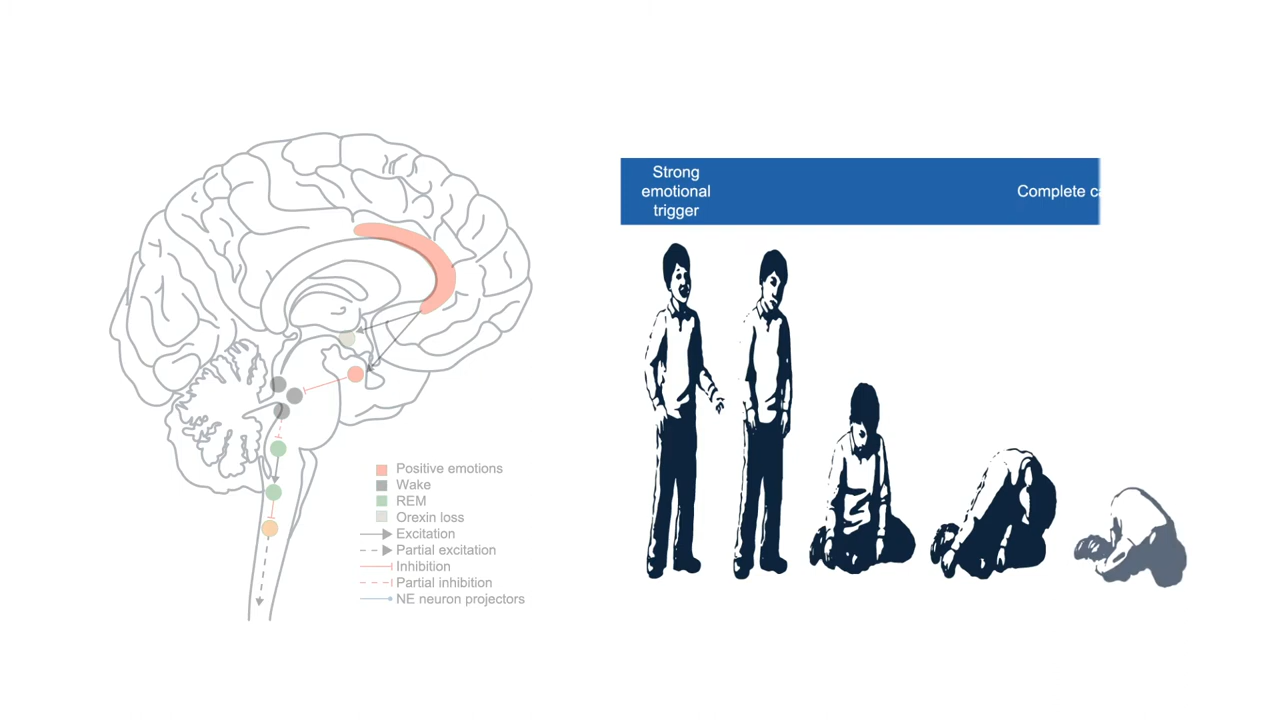 Strong
emotional
trigger
Complete
Positive emotions
Wake
REM
Orexin loss
Excitation
Partial excitation
Inhibition
Partial inhibition
NE neuron projectors